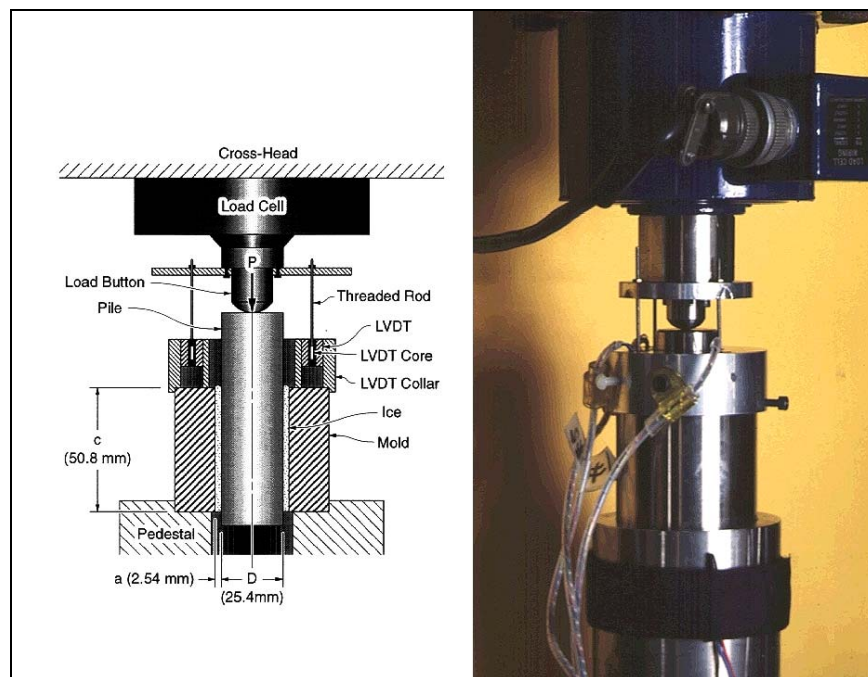 Cross-Head
Load Cell
P
Load Button
Pile
Threaded Rod
LVDT
LVDT Core
LVDT Collar
Ice
Mold
c
(50.8 mm)
Pedestal
a (2.54 mm)
D
(25.4mm)
LOAD CELL
WIRING